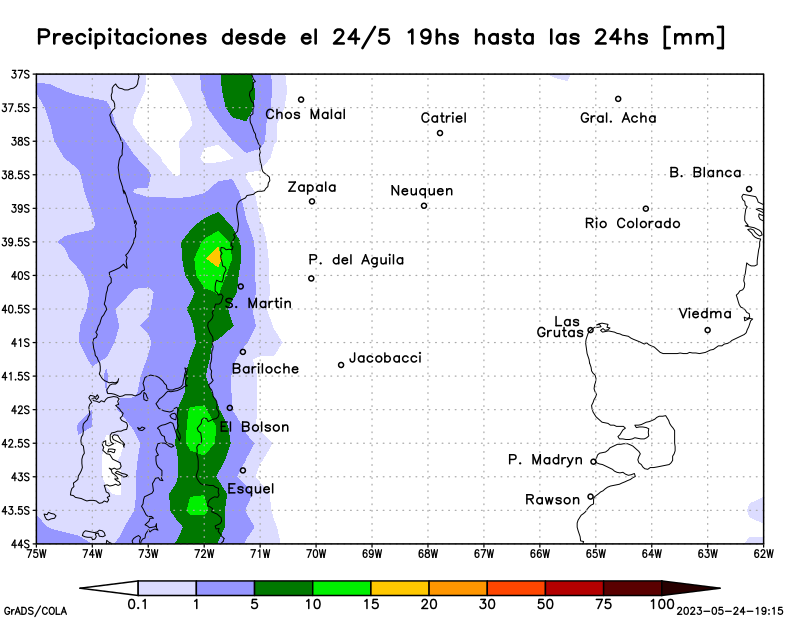 Precipitaciones desde el 24/5 19hs hasta las 24hs [mm]
37S
37.5S
38S
38.5S
39S
39.5S
40S
40.5S
41S
41.5S
42S
42.5S
43S
43.5S
44S
Chos Malal
Catriel
Gral. Acha
B. Blanca
Zapala
Neuquen
Rio Colorado
P. del Aguila
S. Martin
Viedma
Las
Grutas
Bariloche
Jacobacci
El Bolson
P. Madryn
Esquel
Rawson
75W 74W 73W 72W 71W 70W 69W 68W 67W 66W 65W 64W 63W 62W
0.1 1 5 10 15 20 30 50 75 100
GrADS/COLA
2023-05-24-19:15